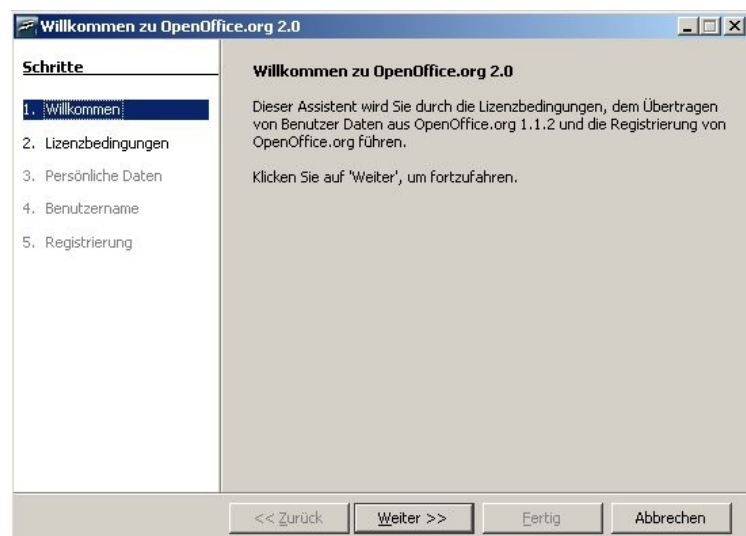 Willkommen zu OpenOffice.org 2.0
Schritte
1. Willkommen
2. Lizenzbedingungen
3. Persönliche Daten
4. Benutzername
5. Registrierung
Willkommen zu OpenOffice.org 2.0
Dieser Assistent wird Sie durch die Lizenzbedingungen, dem Übertragen
von Benutzer Daten aus OpenOffice.org 1.1.2 und die Registrierung von
OpenOffice.org führen.
Klicken Sie auf 'Weiter', um fortzufahren.
<< Zurück
Weiter >>
Fertig
Abbrechen